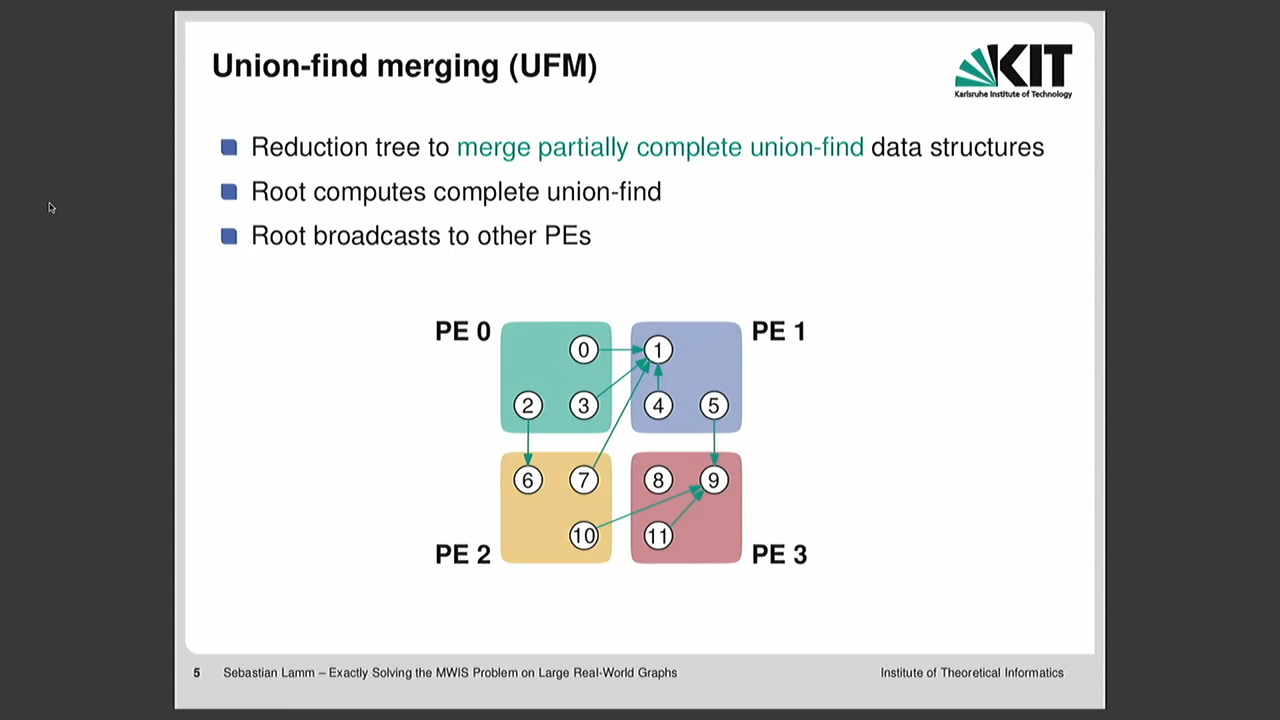 Union-find merging (UFM)
KIT
Karlsruhe Institute of Technology
Reduction tree to merge partially complete union-find data structures
Root computes complete union-find
Root broadcasts to other PEs
PE 0
PE 1
0
1
2
3
4
5
6
7
8
9
10
11
PE 2
PE 3
5
Sebastian Lamm – Exactly Solving the MWIS Problem on Large Real-World Graphs
Institute of Theoretical Informatics